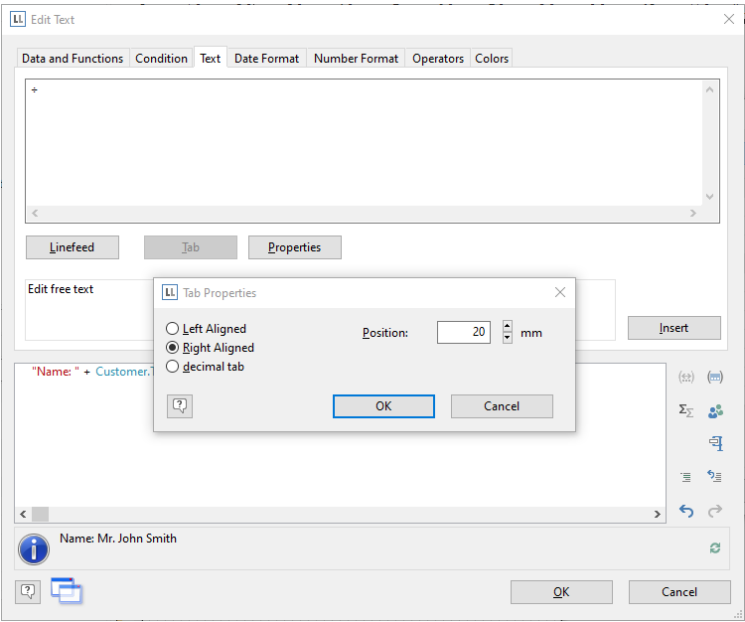 LL Edit Text
Data and Functions Condition Text Date Format Number Format Operators Colors
÷
Linefeed Tab Properties
Edit free text
LL Tab Properties
Left Aligned
Position: 20 mm
Right Aligned
decimal tab
OK Cancel
Insert
"Name: " + Customer.
Name: Mr. John Smith
OK Cancel